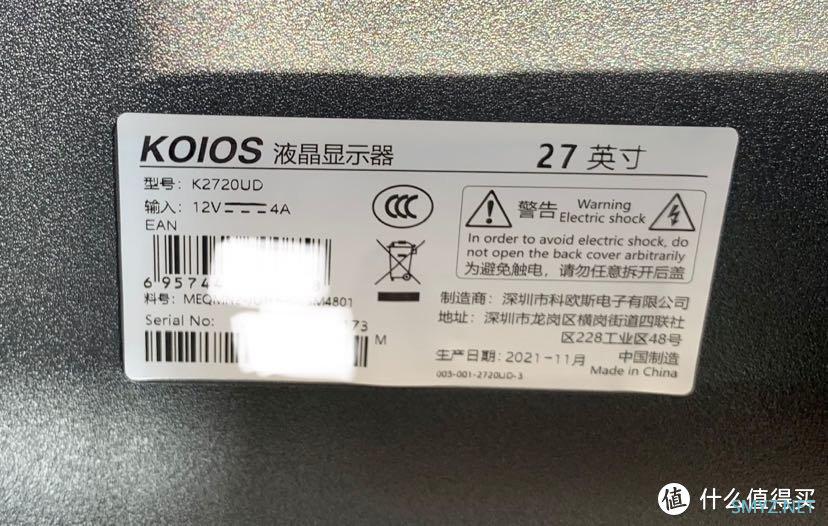 KOIOS 液晶显示器 27 英寸
型号: K2720UD
输入: 12V 4A
EAN
6 95744
料号:
4801
Serial No:
73
M
CCC
警告 Warning
Electric shock
In order to avoid electric shock, do
not open the back cover arbitrarily
为避免触电，请勿任意拆开后盖
制造商：深圳市科欧斯电子有限公司
地址：深圳市龙岗区横岗街道四联社
区228工业区48号
生产日期: 2021-11月 中国制造
Made in China
003-001-2720UD-3
值 什么值得买
SMYZ.NET